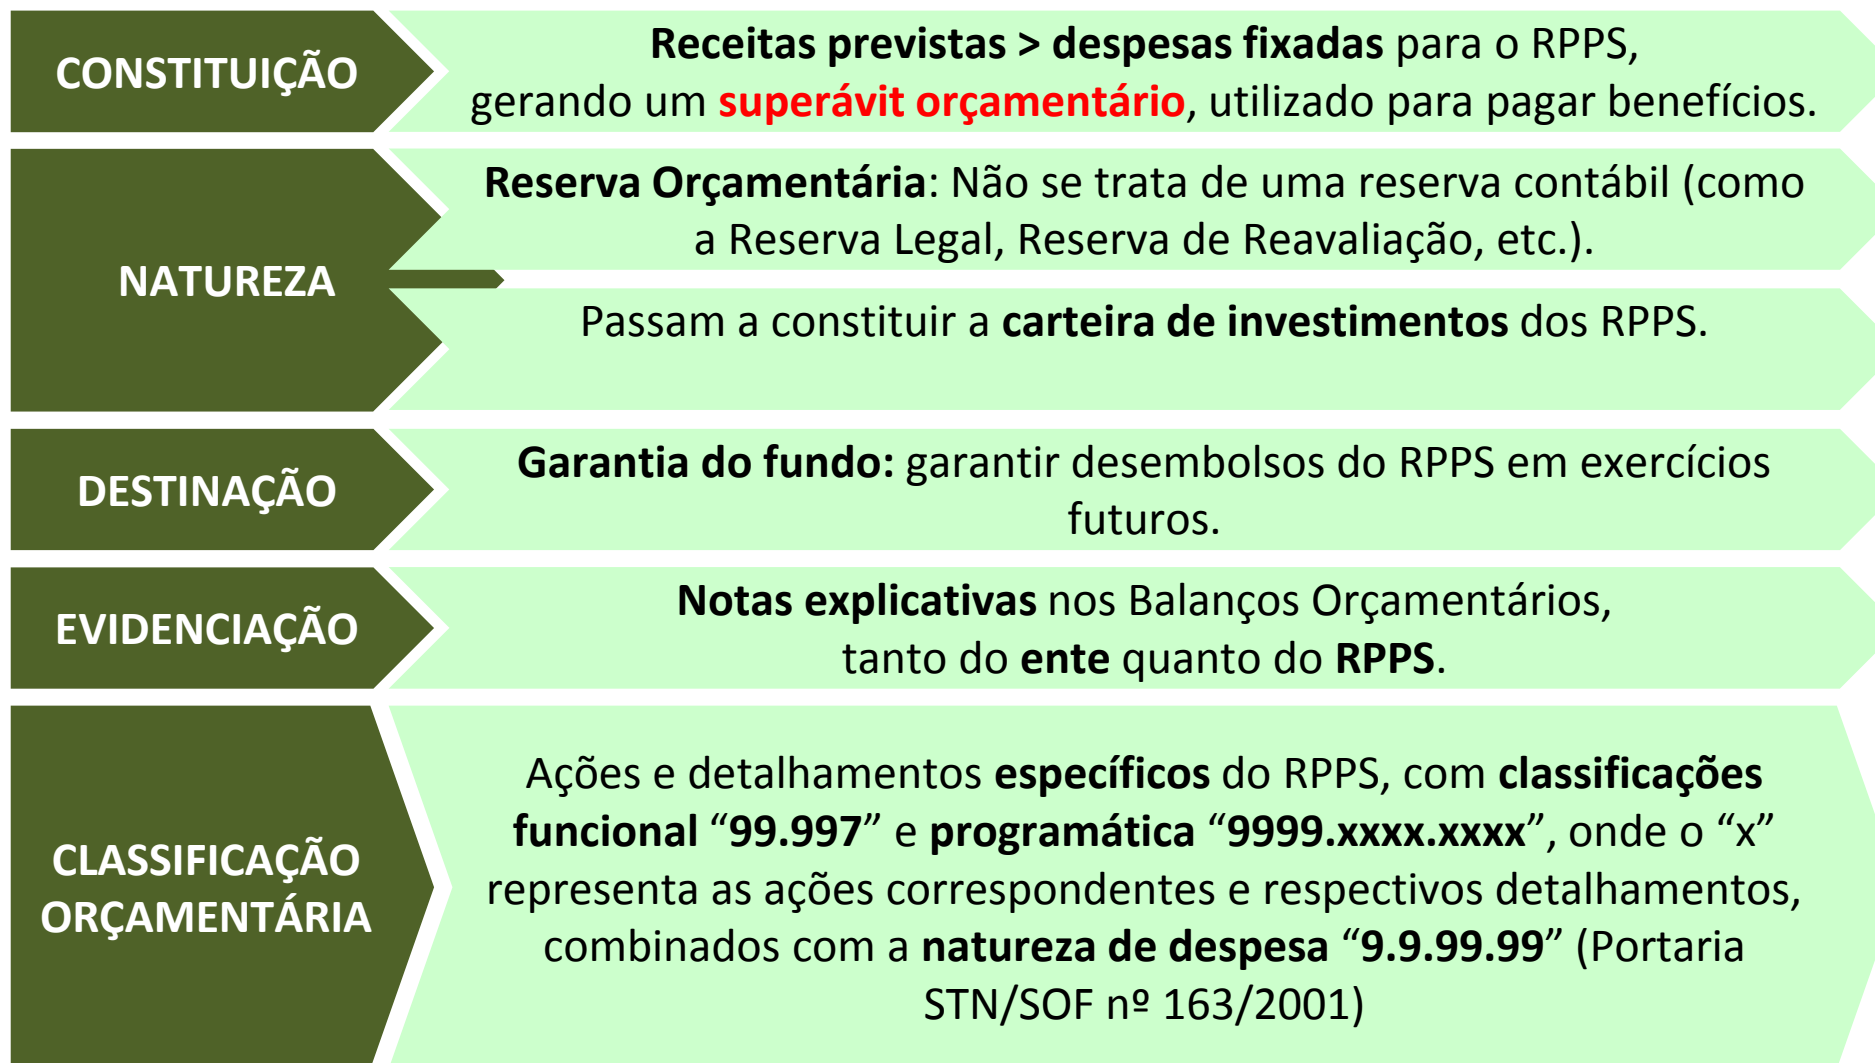 CONSTITUIÇÃO
Receitas previstas > despesas fixadas para o RPPS,
gerando um superávit orçamentário, utilizado para pagar benefícios.
NATUREZA
Reserva Orçamentária: Não se trata de uma reserva contábil (como
a Reserva Legal, Reserva de Reavaliação, etc.).
Passam a constituir a carteira de investimentos dos RPPS.
DESTINAÇÃO
Garantia do fundo: garantir desembolsos do RPPS em exercícios
futuros.
EVIDENCIAÇÃO
Notas explicativas nos Balanços Orçamentários,
tanto do ente quanto do RPPS.
CLASSIFICAÇÃO
ORÇAMENTÁRIA
Ações e detalhamentos específicos do RPPS, com classificações
funcional “99.997” e programática “9999.xxxx.xxxx”, onde o “x”
representa as ações correspondentes e respectivos detalhamentos,
combinados com a natureza de despesa “9.9.99.99” (Portaria
STN/SOF nº 163/2001)